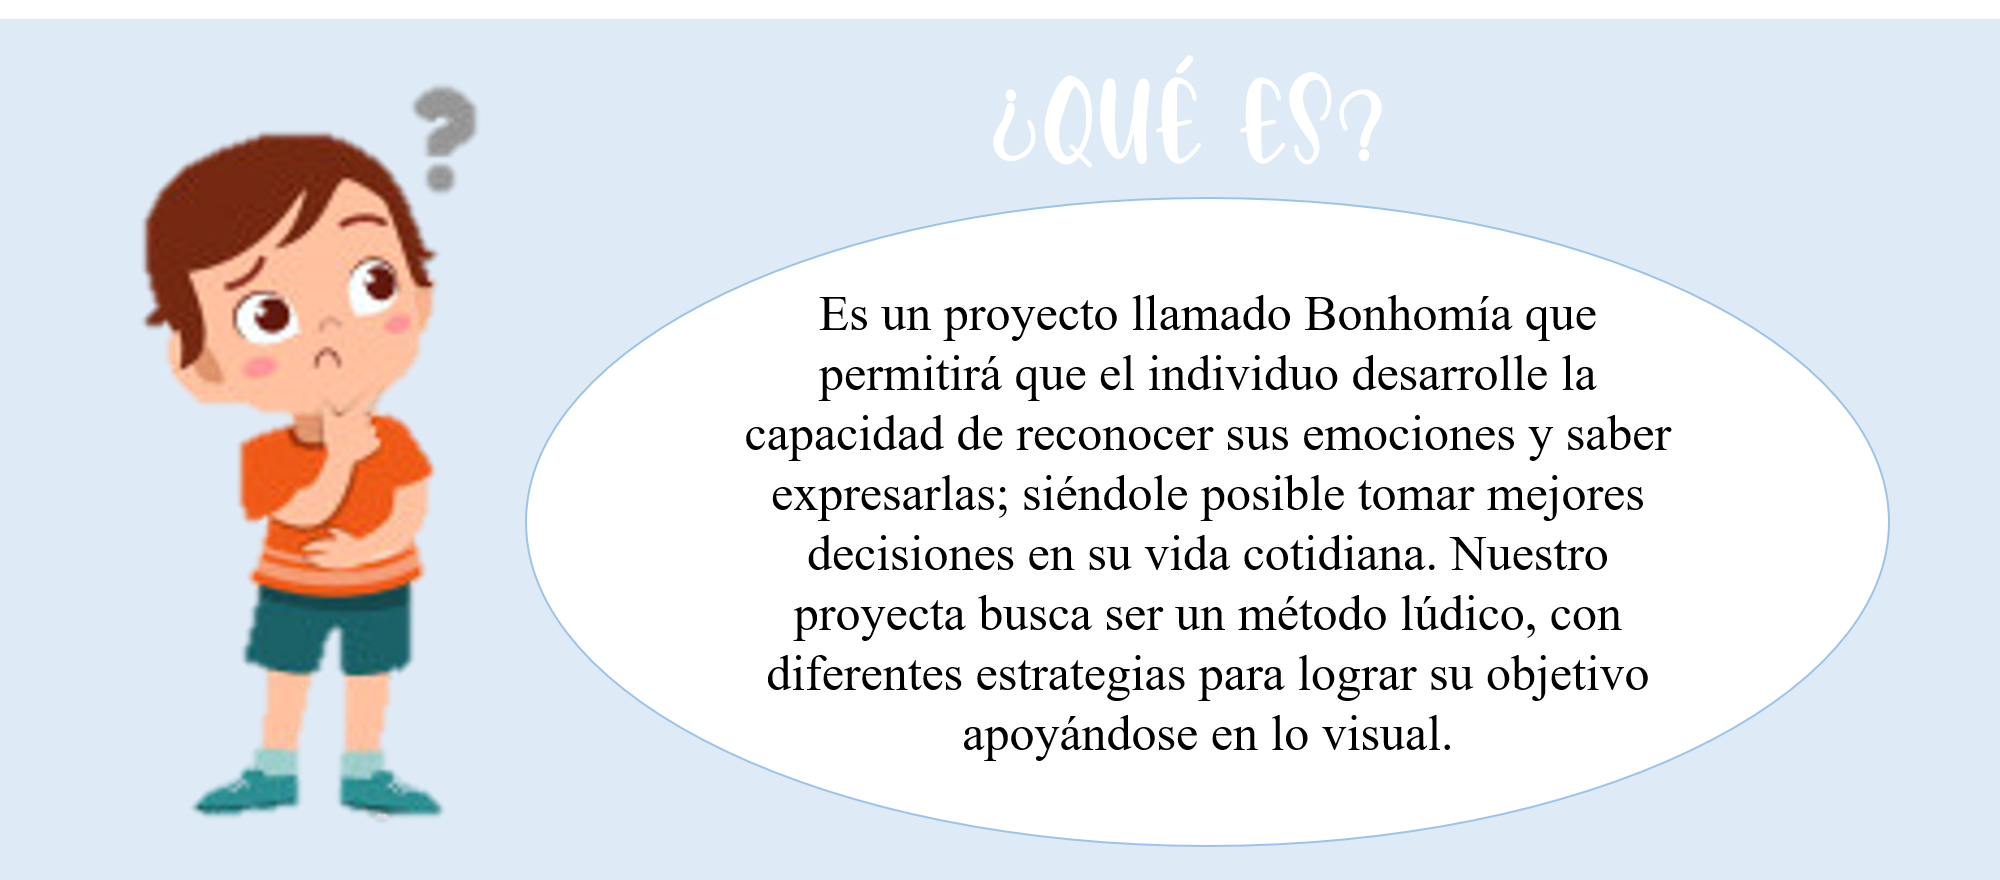 ?
¿QUÉ ES?
Es un proyecto llamado Bonhomía que
permitirá que el individuo desarrolle la
capacidad de reconocer sus emociones y saber
expresarlas; siéndole posible tomar mejores
decisiones en su vida cotidiana. Nuestro
proyecta busca ser un método lúdico, con
diferentes estrategias para lograr su objetivo
apoyándose en lo visual.